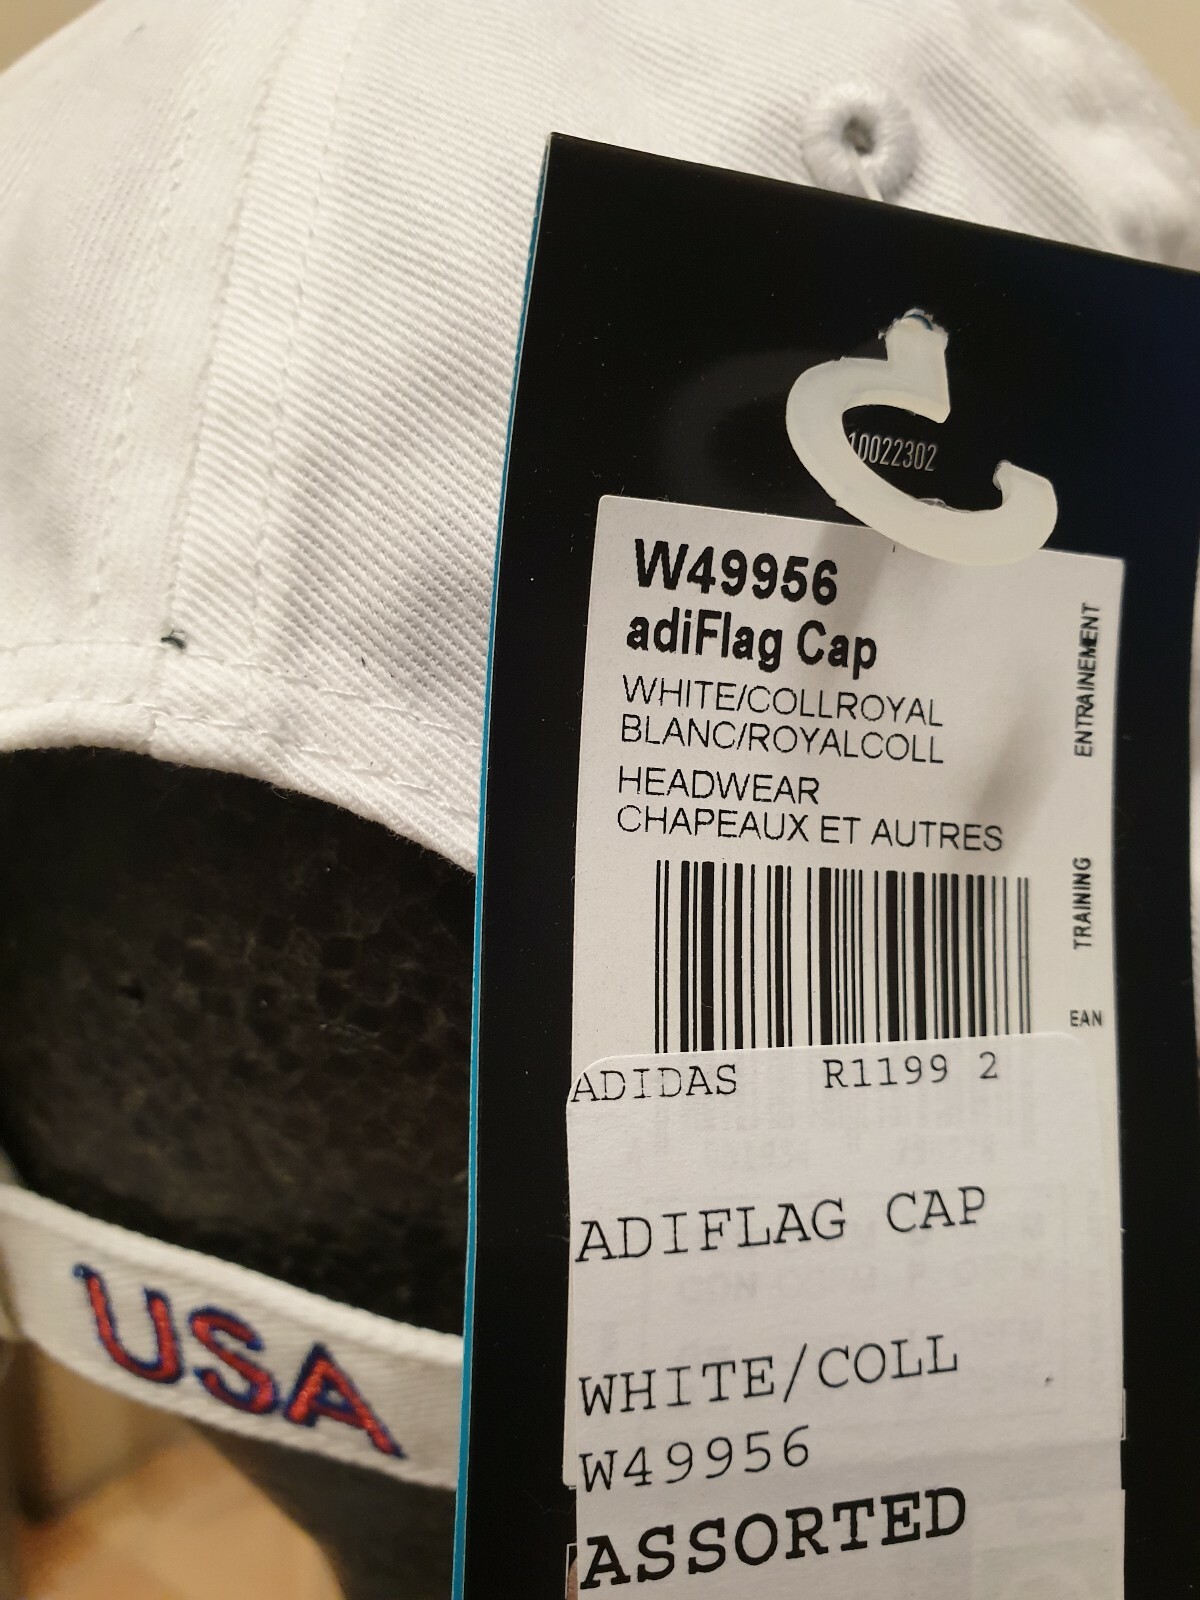 10022302
W49956
adiFlag Cap
WHITE/COLLROYAL
BLANC/ROYALCOLL
HEADWEAR
CHAPEAUX ET AUTRES
ENTRAINEMENT
TRAINING
EAN
ADIDAS R1199 2
ADIFLAG CAP
WHITE/COLL
W49956
ASSORTED
USA